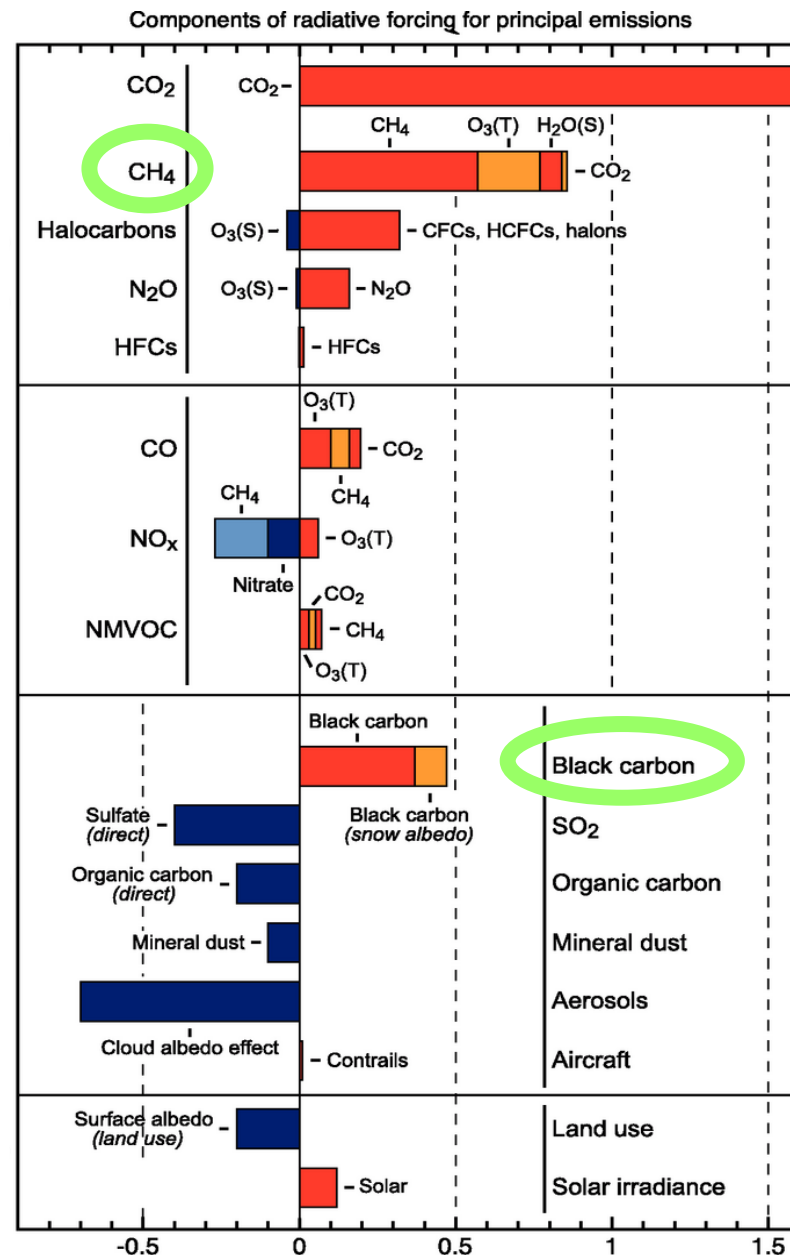 Components of radiative forcing for principal emissions
CO₂
CO₂
CH₄
O₃(T)
H₂O(S)
CH₄
CO₂
Halocarbons
O₃(S)
CFCs, HCFCs, halons
N₂O
O₃(S)
N₂O
HFCs
HFCs
O₃(T)
CO
CO₂
CH₄
CH₄
NOₓ
O₃(T)
Nitrate
CO₂
NMVOC
CH₄
O₃(T)
Black carbon
Black carbon
Black carbon
(snow albedo)
Sulfate
(direct)
SO₂
Organic carbon
(direct)
Organic carbon
Mineral dust
Mineral dust
Aerosols
Cloud albedo effect
Contrails
Aircraft
Surface albedo
(land use)
Land use
Solar
Solar irradiance
-0.5 0 0.5 1 1.5